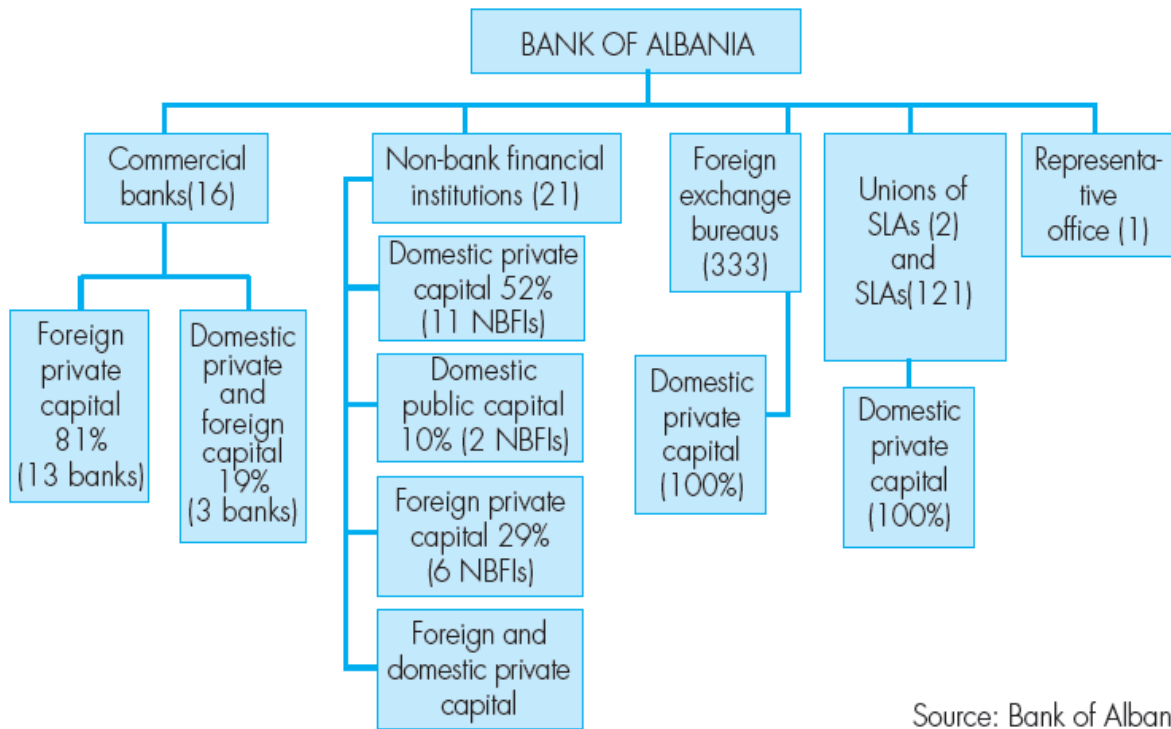 BANK OF ALBANIA
Commercial
banks(16)
Foreign
private
capital
81%
(13 banks)
Domestic
private
and
foreign
capital
19%
(3 banks)
Non-bank financial
institutions (21)
Domestic private
capital 52%
(11 NBFIs)
Domestic
public capital
10% (2 NBFIs)
Foreign private
capital 29%
(6 NBFIs)
Foreign and
domestic private
capital
Foreign
exchange
bureaus
(333)
Domestic
private
capital
(100%)
Unions of
SLAs (2)
and
SLAs(121)
Domestic
private
capital
(100%)
Representa-
tive
office (1)
Source: Bank of Alban